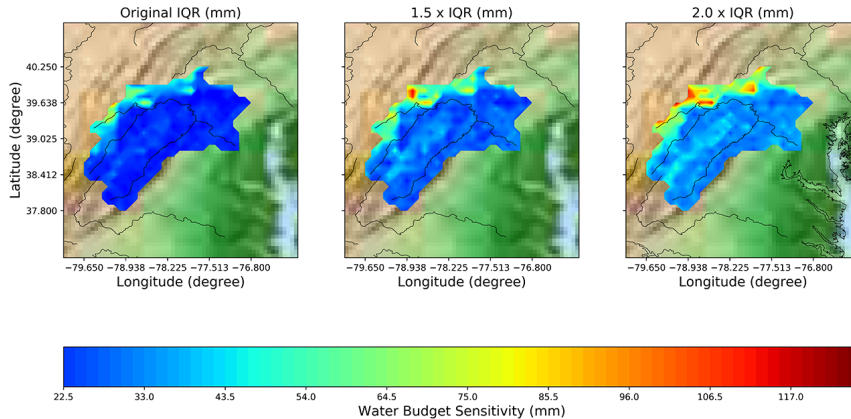 Original IQR (mm) 1.5 x IQR (mm) 2.0 x IQR (mm)
40.250
39.638
39.025
38.412
37.800
Latitude (degree)
−79.650 −78.938 −78.225 −77.513 −76.800 −79.650 −78.938 −78.225 −77.513 −76.800 −79.650 −78.938 −78.225 −77.513 −76.800
Longitude (degree) Longitude (degree) Longitude (degree)
22.5 33.0 43.5 54.0 64.5 75.0 85.5 96.0 106.5 117.0
Water Budget Sensitivity (mm)